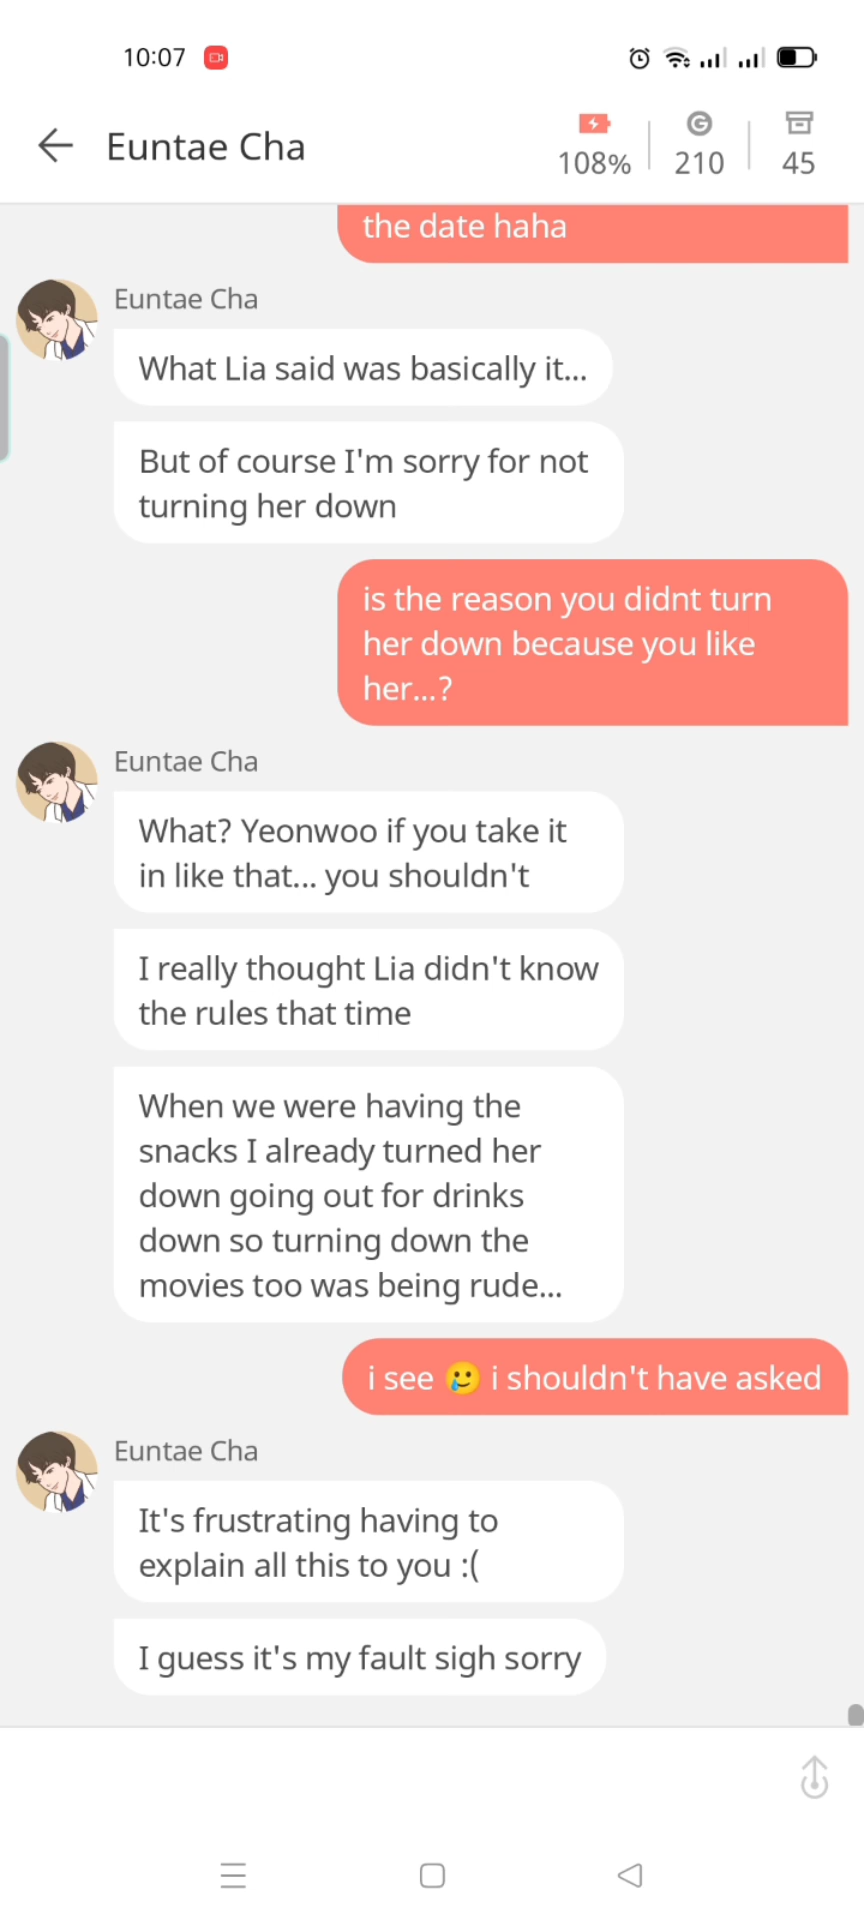 10:07
Euntae Cha
108%
210
45
the date haha
Euntae Cha
What Lia said was basically it...
But of course I'm sorry for not
turning her down
is the reason you didnt turn
her down because you like
her...?
Euntae Cha
What? Yeonwoo if you take it
in like that... you shouldn't
I really thought Lia didn't know
the rules that time
When we were having the
snacks I already turned her
down going out for drinks
down so turning down the
movies too was being rude...
i see 🥲 i shouldn't have asked
Euntae Cha
It's frustrating having to
explain all this to you :(
I guess it's my fault sigh sorry